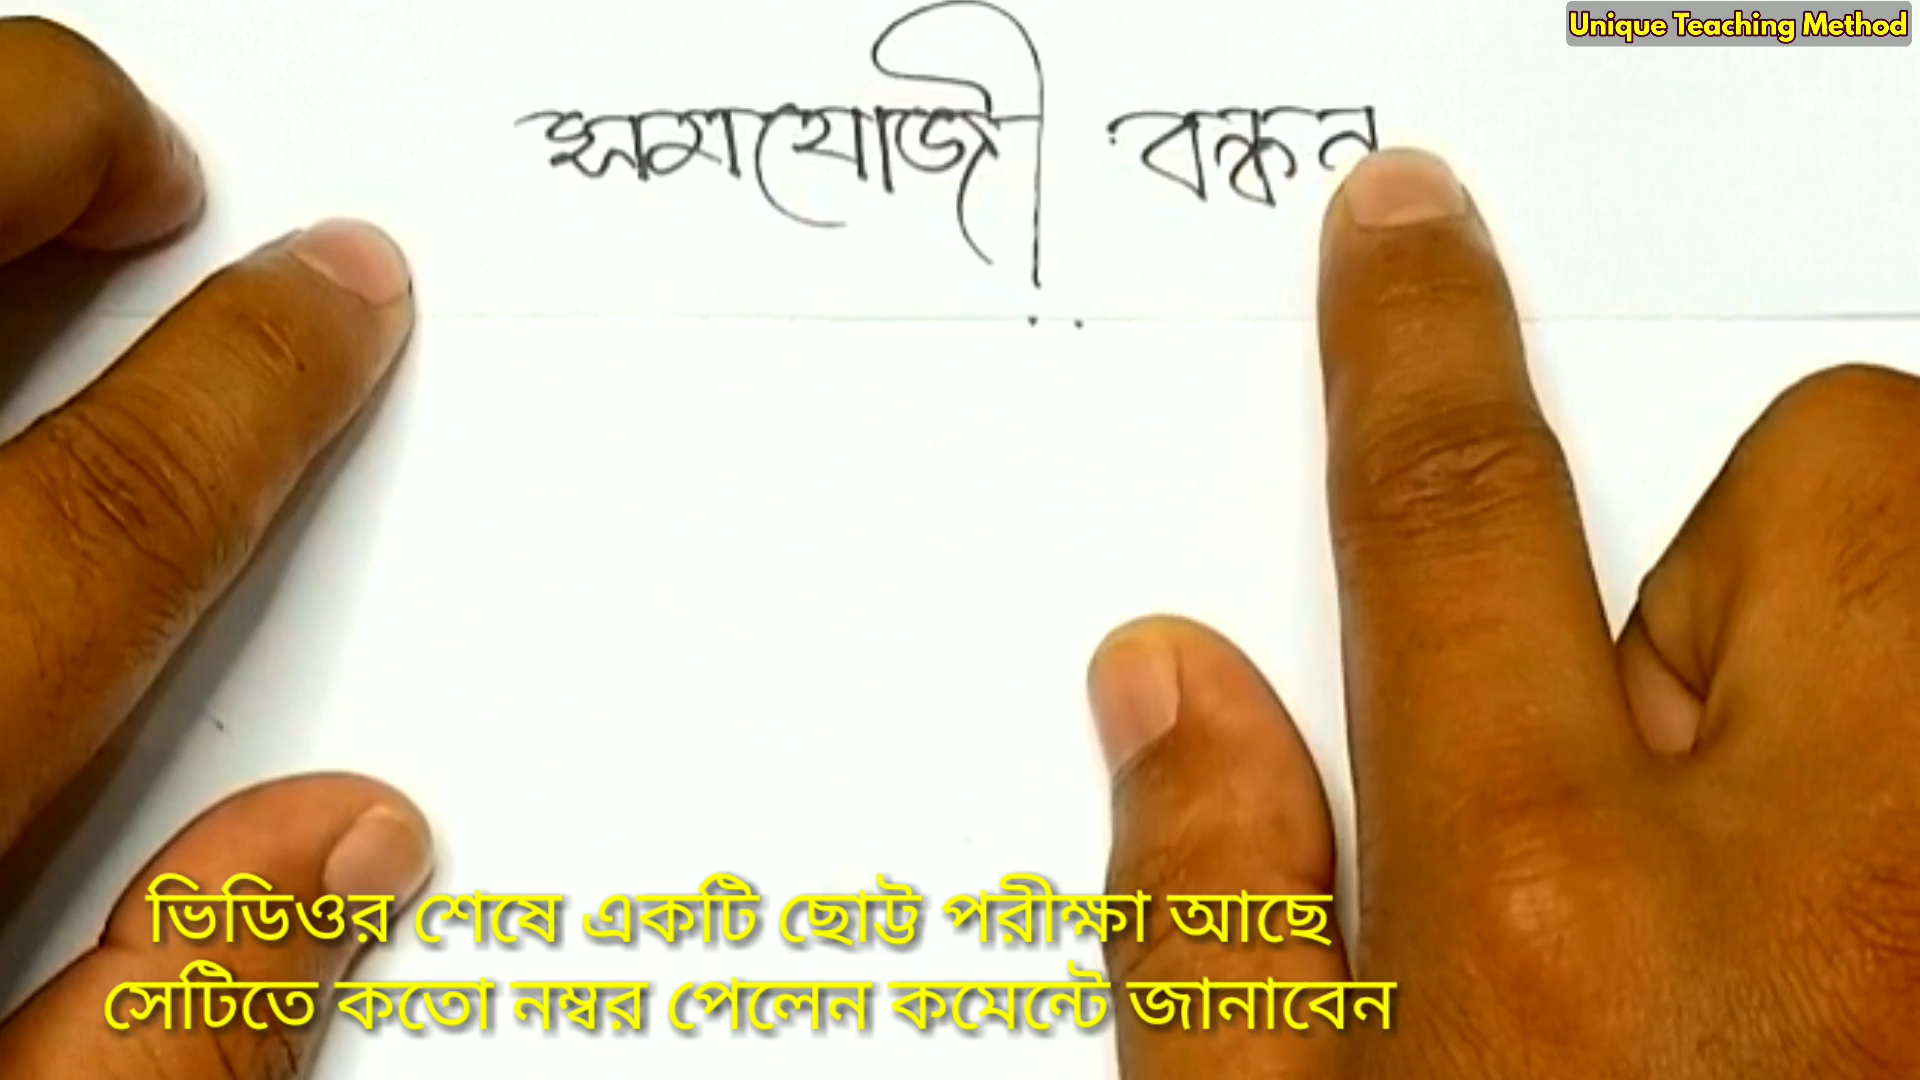 Unique Teaching Method
সমযোজী বন্ধন
ভিডিওর শেষে একটি ছোট্ট পরীক্ষা আছে
সেটিতে কতো নম্বর পেলেন কমেন্টে জানাবেন